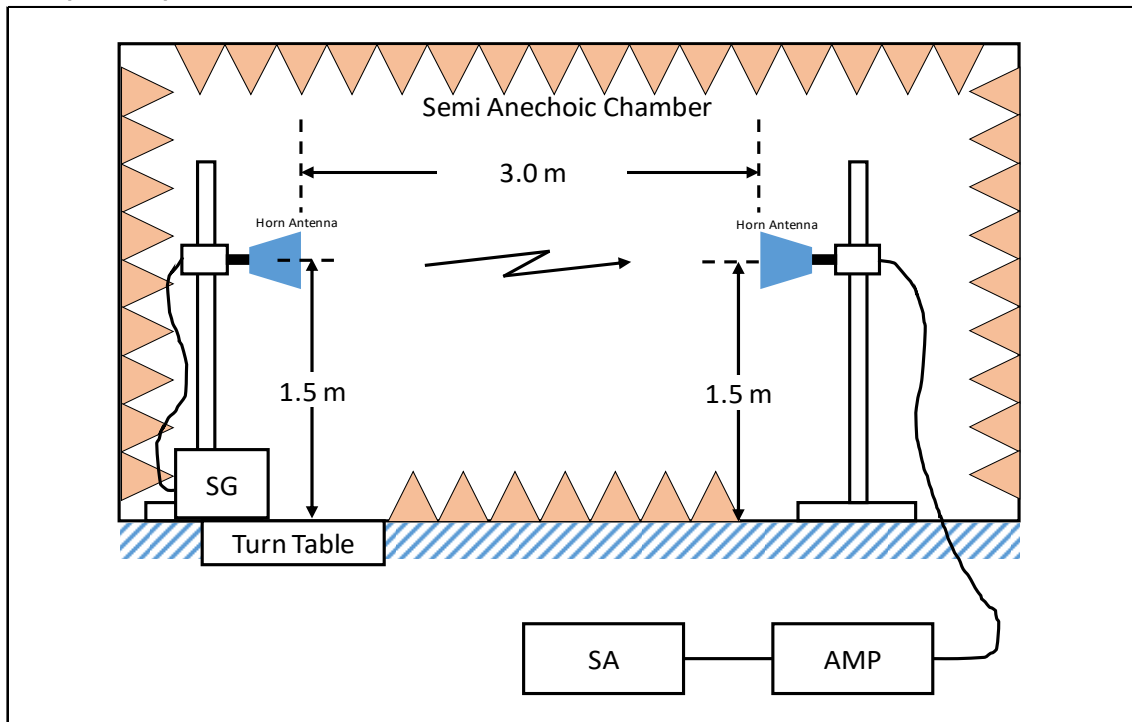 Semi Anechoic Chamber
3.0 m
Horn Antenna
Horn Antenna
1.5 m
1.5 m
SG
Turn Table
SA
AMP